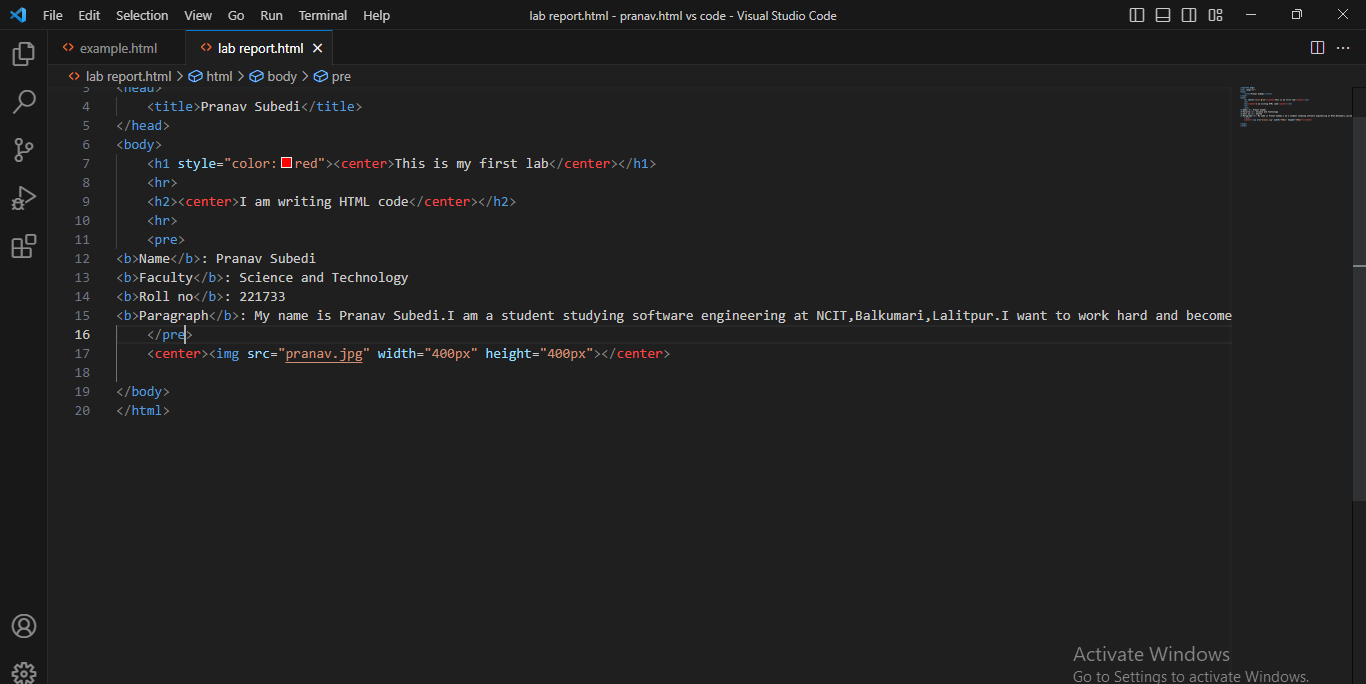 File Edit Selection View Go Run Terminal Help lab report.html - pranav.html vs code - Visual Studio Code
example.html lab report.html
lab report.html > html > body > pre
3 <head>
4 <title>Pranav Subedi</title>
5 </head>
6 <body>
7 <h1 style="color:red"><center>This is my first lab</center></h1>
8 <hr>
9 <h2><center>I am writing HTML code</center></h2>
10 <hr>
11 <pre>
12 <b>Name</b>: Pranav Subedi
13 <b>Faculty</b>: Science and Technology
14 <b>Roll no</b>: 221733
15 <b>Paragraph</b>: My name is Pranav Subedi.I am a student studying software engineering at NCIT,Balkumari,Lalitpur.I want to work hard and become
16 </pre>
17 <center><img src="pranav.jpg" width="400px" height="400px"></center>
18
19 </body>
20 </html>
Activate Windows
Go to Settings to activate Windows.